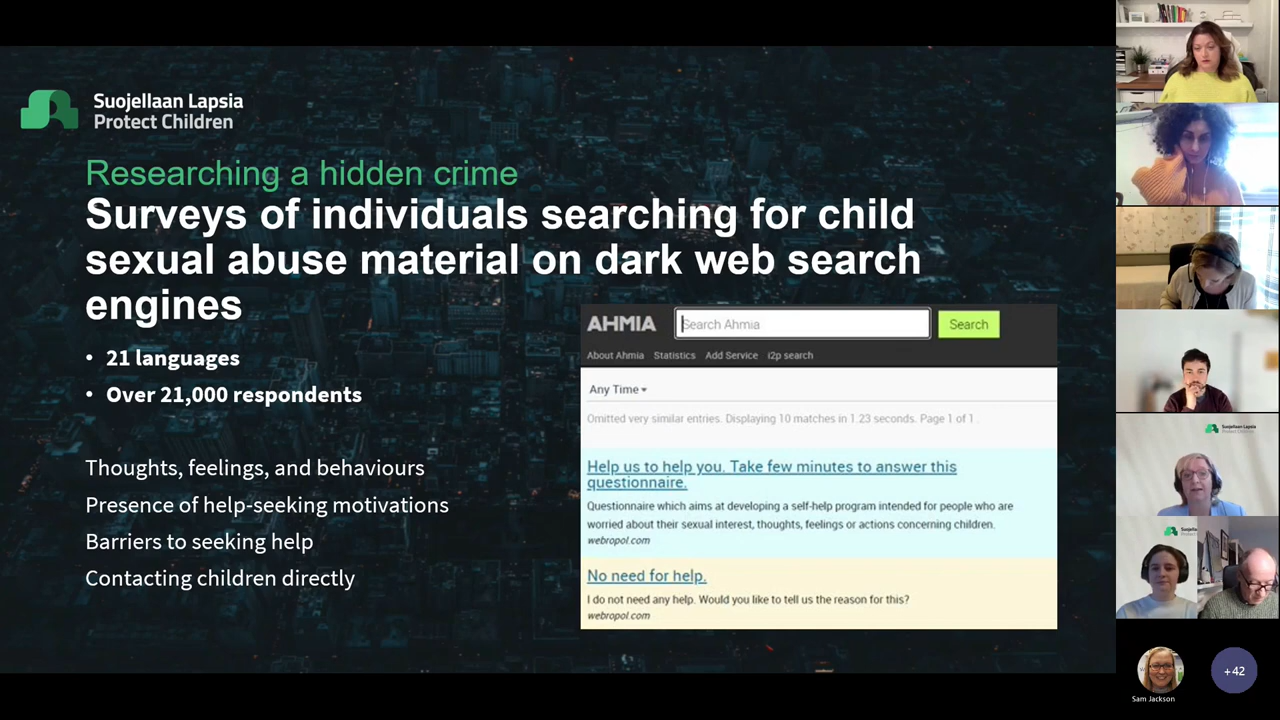 Suojellaan Lapsia
Protect Children
Researching a hidden crime
Surveys of individuals searching for child
sexual abuse material on dark web search
engines
• 21 languages
• Over 21,000 respondents
Thoughts, feelings, and behaviours
Presence of help-seeking motivations
Barriers to seeking help
Contacting children directly
AHMIA
Search Ahmia
Search
About Ahmia Statistics Add Service i2p search
Any Time
Omitted very similar entries. Displaying 10 matches in 1.23 seconds. Page 1 of 1
Help us to help you. Take few minutes to answer this
questionnaire.
Questionnaire which aims at developing a self-help program intended for people who are
worried about their sexual interest, thoughts, feelings or actions concerning children.
webropol.com
No need for help.
I do not need any help. Would you like to tell us the reason for this?
webropol.com
Suojellaan Lapsia
Protect Children
Sam Jackson
+42